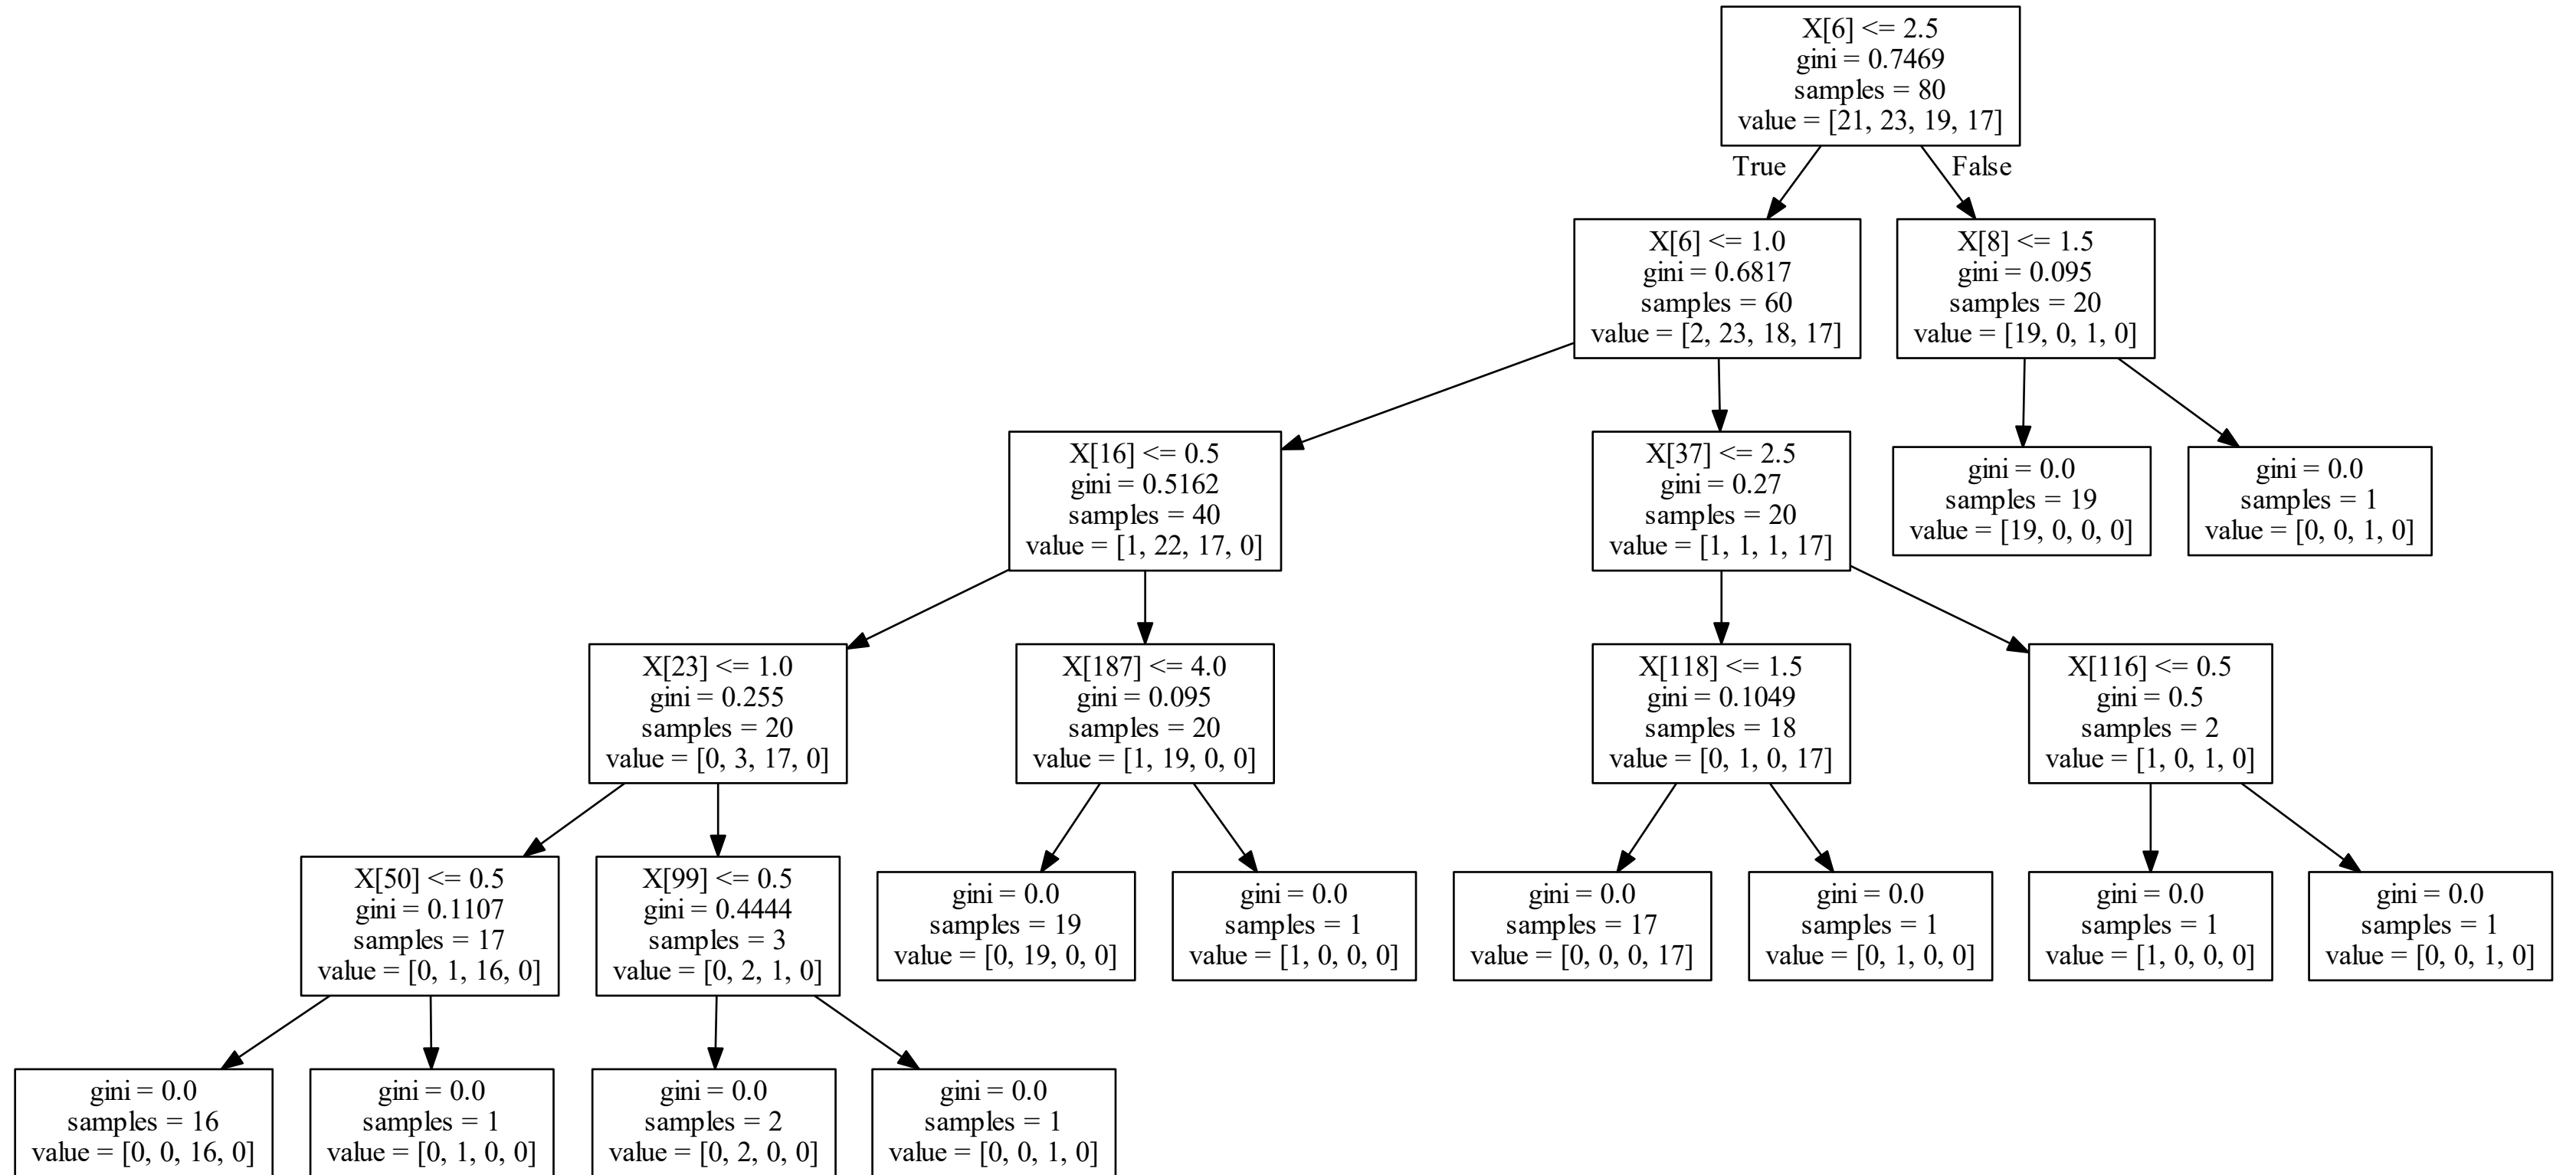 X[6] <= 2.5
gini = 0.7469
samples = 80
value = [21, 23, 19, 17]
True
False
X[6] <= 1.0
gini = 0.6817
samples = 60
value = [2, 23, 18, 17]
X[8] <= 1.5
gini = 0.095
samples = 20
value = [19, 0, 1, 0]
X[16] <= 0.5
gini = 0.5162
samples = 40
value = [1, 22, 17, 0]
X[37] <= 2.5
gini = 0.27
samples = 20
value = [1, 1, 1, 17]
gini = 0.0
samples = 19
value = [19, 0, 0, 0]
gini = 0.0
samples = 1
value = [0, 0, 1, 0]
X[23] <= 1.0
gini = 0.255
samples = 20
value = [0, 3, 17, 0]
X[187] <= 4.0
gini = 0.095
samples = 20
value = [1, 19, 0, 0]
X[118] <= 1.5
gini = 0.1049
samples = 18
value = [0, 1, 0, 17]
X[116] <= 0.5
gini = 0.5
samples = 2
value = [1, 0, 1, 0]
X[50] <= 0.5
gini = 0.1107
samples = 17
value = [0, 1, 16, 0]
X[99] <= 0.5
gini = 0.4444
samples = 3
value = [0, 2, 1, 0]
gini = 0.0
samples = 19
value = [0, 19, 0, 0]
gini = 0.0
samples = 1
value = [1, 0, 0, 0]
gini = 0.0
samples = 17
value = [0, 0, 0, 17]
gini = 0.0
samples = 1
value = [0, 1, 0, 0]
gini = 0.0
samples = 1
value = [1, 0, 0, 0]
gini = 0.0
samples = 1
value = [0, 0, 1, 0]
gini = 0.0
samples = 16
value = [0, 0, 16, 0]
gini = 0.0
samples = 1
value = [0, 1, 0, 0]
gini = 0.0
samples = 2
value = [0, 2, 0, 0]
gini = 0.0
samples = 1
value = [0, 0, 1, 0]